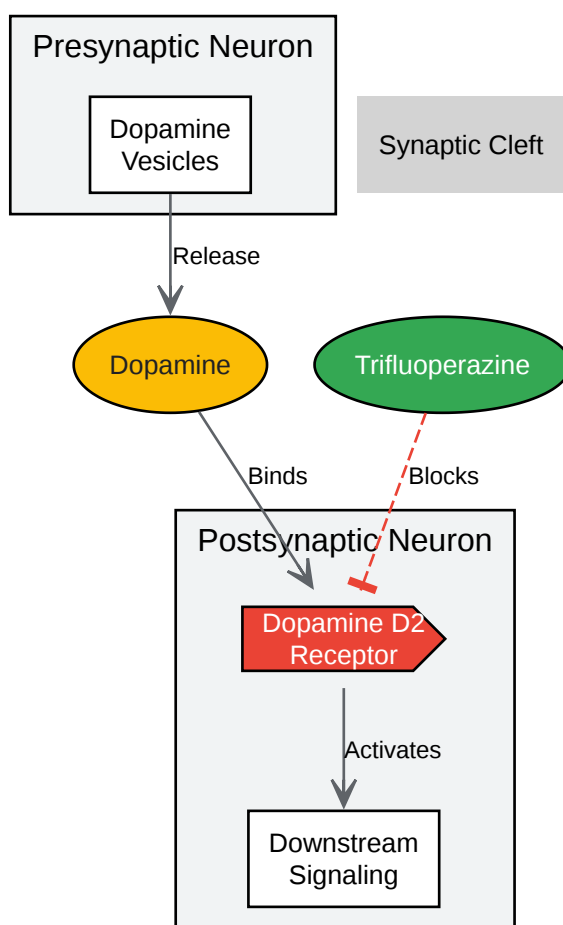 Presynaptic Neuron
Dopamine
Vesicles
Synaptic Cleft
Release
Dopamine
Trifluoperazine
Binds
Blocks
Postsynaptic Neuron
Dopamine D2
Receptor
Activates
Downstream
Signaling